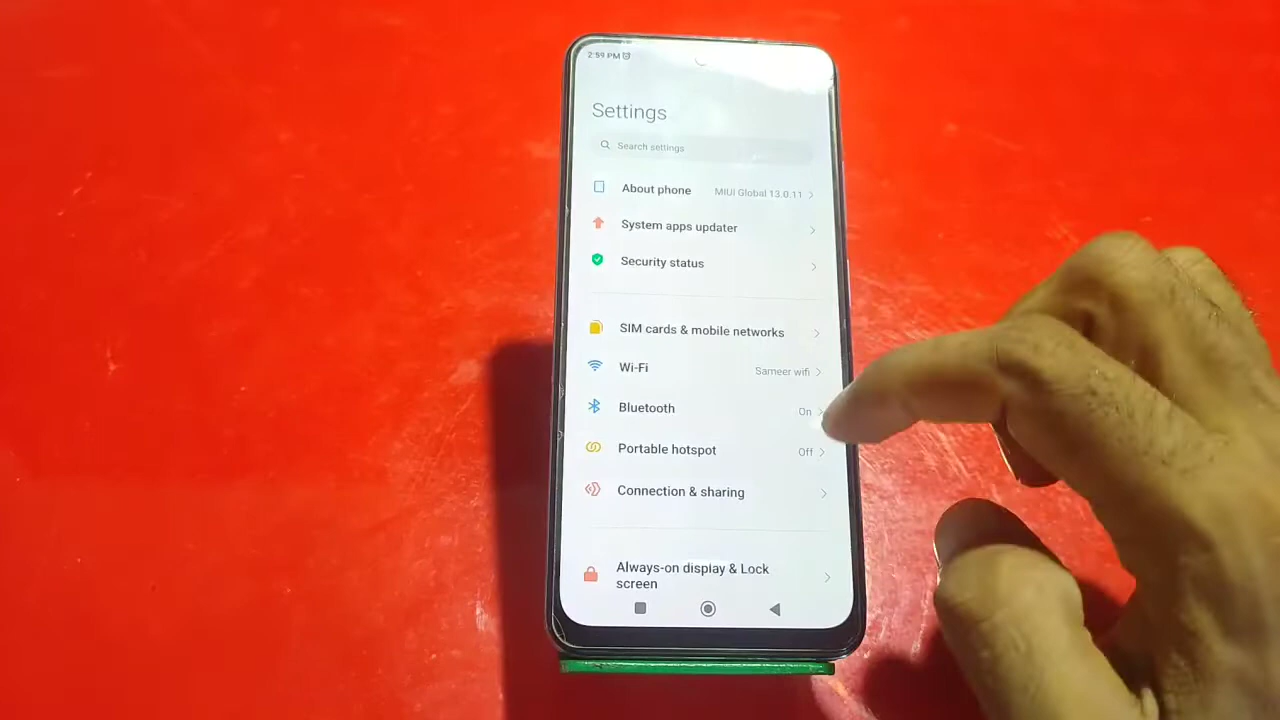 2:59 PM
Settings
Search settings
About phone MIUI Global 13.0.11
System apps updater
Security status
SIM cards & mobile networks
Wi-Fi Sameer wifi
Bluetooth On
Portable hotspot Off
Connection & sharing
Always-on display & Lock
screen